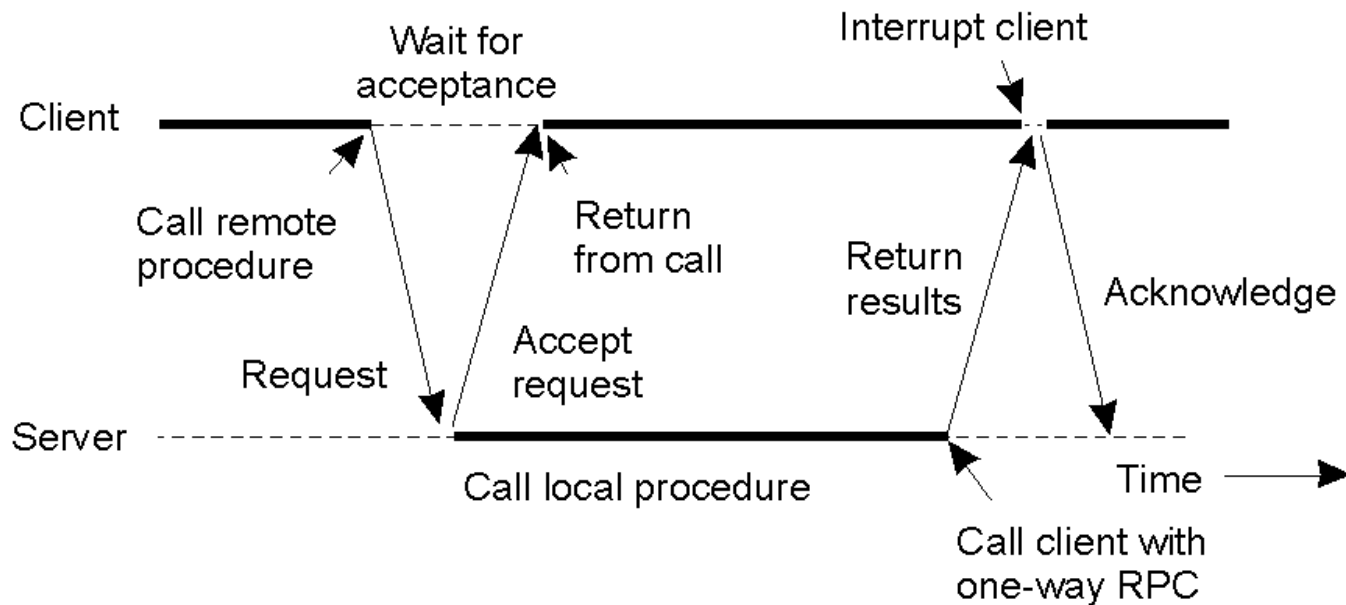 Interrupt client
Wait for
acceptance
Client
Call remote
procedure
Return
from call
Return
results
Acknowledge
Request
Accept
request
Server
Call local procedure
Time
Call client with
one-way RPC